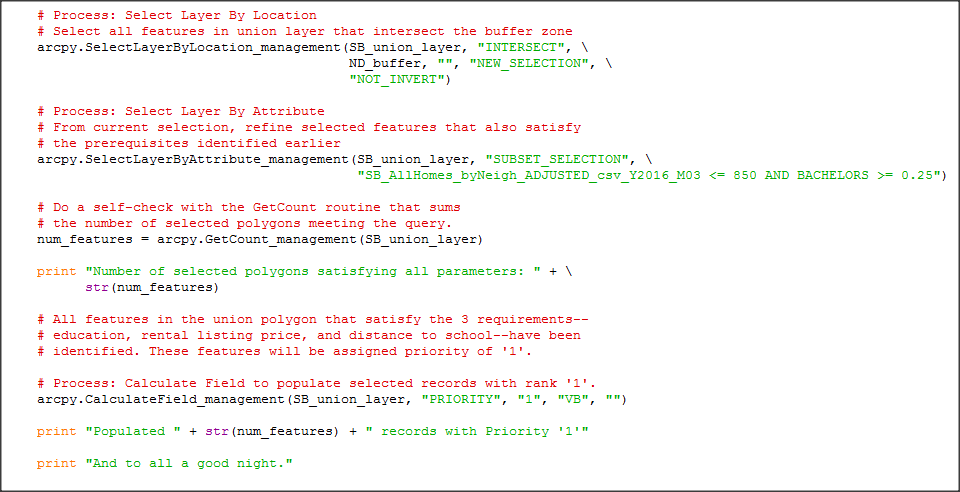 # Process: Select Layer By Location
# Select all features in union layer that intersect the buffer zone
arcpy.SelectLayerByLocation_management(SB_union_layer, "INTERSECT", \
ND_buffer, "", "NEW_SELECTION", \
"NOT_INVERT")
# Process: Select Layer By Attribute
# From current selection, refine selected features that also satisfy
# the prerequisites identified earlier
arcpy.SelectLayerByAttribute_management(SB_union_layer, "SUBSET_SELECTION", \
"SB_AllHomes_byNeigh_ADJUSTED_csv_Y2016_M03 <= 850 AND BACHELORS >= 0.25")
# Do a self-check with the GetCount routine that sums
# the number of selected polygons meeting the query.
num_features = arcpy.GetCount_management(SB_union_layer)
print "Number of selected polygons satisfying all parameters: " + \
str(num_features)
# All features in the union polygon that satisfy the 3 requirements--
# education, rental listing price, and distance to school--have been
# identified. These features will be assigned priority of '1'.
# Process: Calculate Field to populate selected records with rank '1'.
arcpy.CalculateField_management(SB_union_layer, "PRIORITY", "1", "VB", "")
print "Populated " + str(num_features) + " records with Priority '1'"
print "And to all a good night."